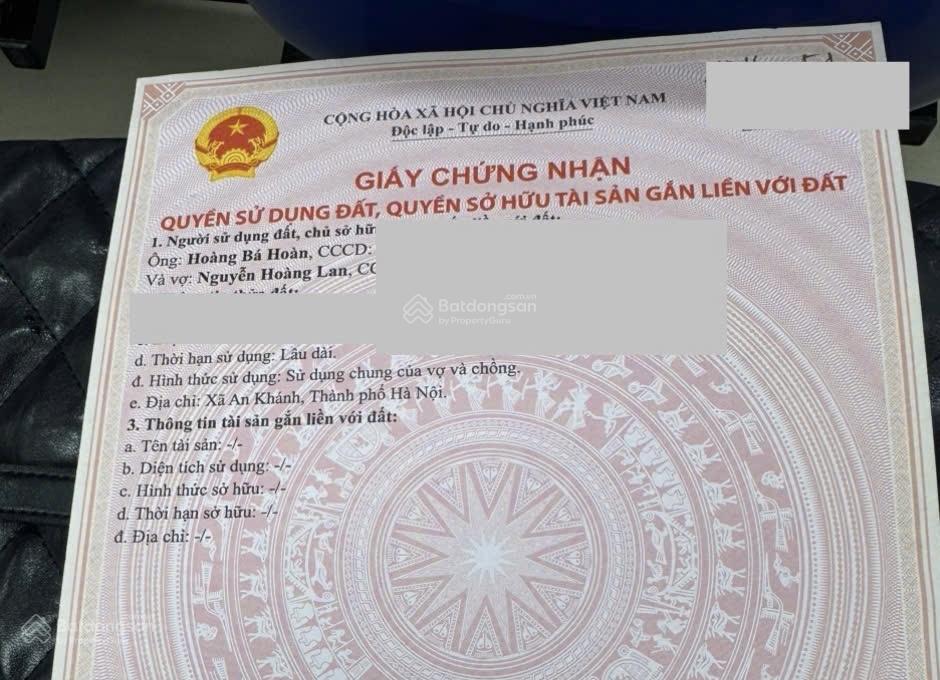 CỘNG HÒA XÃ HỘI CHỦ NGHĨA VIỆT NAM
Độc lập - Tự do - Hạnh phúc
GIẤY CHỨNG NHẬN
QUYỀN SỬ DỤNG ĐẤT, QUYỀN SỞ HỮU TÀI SẢN GẮN LIỀN VỚI ĐẤT
1. Người sử dụng đất, chủ sở hữ
Ông: Hoàng Bá Hoàn, CCCD:
Và vợ: Nguyễn Hoàng Lan, CC
Batdongsan.com.vn
by PropertyGuru
d. Thời hạn sử dụng: Lâu dài.
đ. Hình thức sử dụng: Sử dụng chung của vợ và chồng.
e. Địa chỉ: Xã An Khánh, Thành phố Hà Nội.
3. Thông tin tài sản gắn liền với đất:
a. Tên tài sản: -/-
b. Diện tích sử dụng: -/-
c. Hình thức sở hữu: -/-
d. Thời hạn sở hữu: -/-
đ. Địa chỉ: -/-
Batdongsan